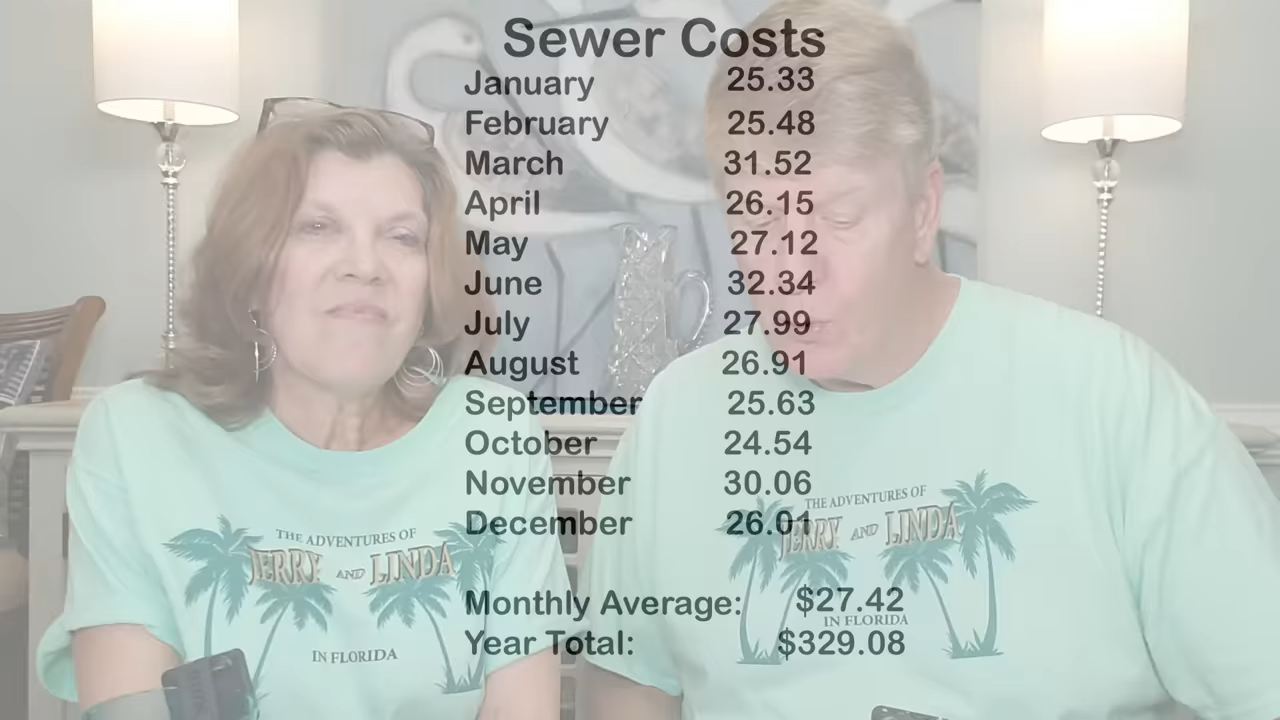 Sewer Costs
January 25.33
February 25.48
March 31.52
April 26.15
May 27.12
June 32.34
July 27.99
August 26.91
September 25.63
October 24.54
November 30.06
December 26.01
Monthly Average: $27.42
Year Total: $329.08
THE ADVENTURES OF
JERRY AND LINDA
IN FLORIDA
THE ADVENTURES OF
JERRY AND LINDA
IN FLORIDA